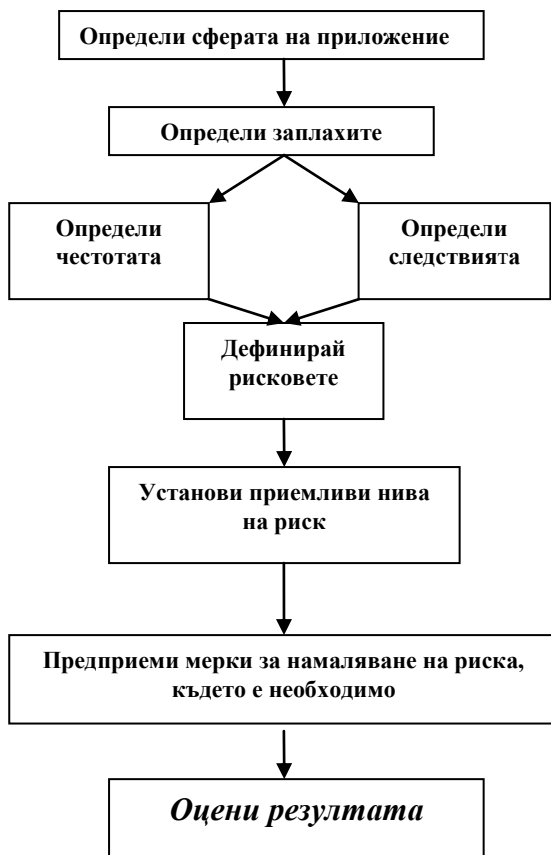 Определи сферата на приложение
Определи заплахите
Определи
честотата
Определи
следствията
Дефинирай
рисковете
Установи приемливи нива
на риск
Предприеми мерки за намаляване на риска,
където е необходимо
Оцени резултата